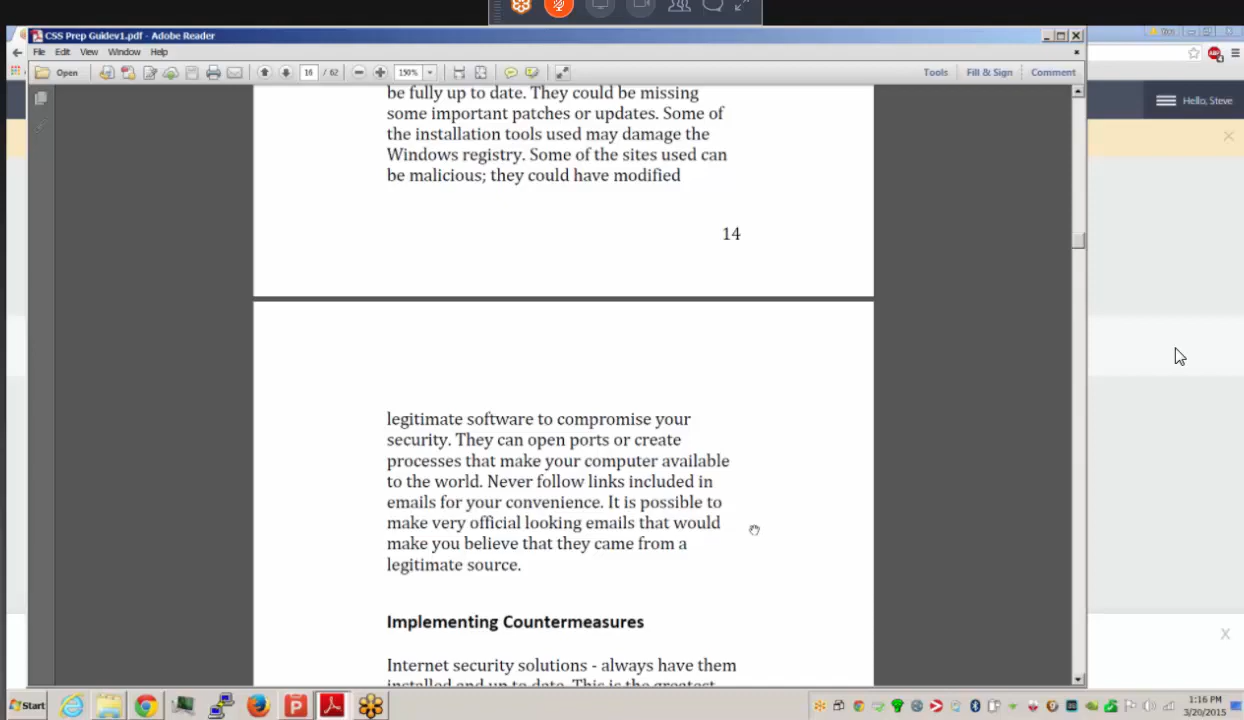 CSS Prep Guidev1.pdf - Adobe Reader
File Edit View Window Help
Open 16 / 62 150% Tools Fill & Sign Comment
Hello, Steve
be fully up to date. They could be missing
some important patches or updates. Some of
the installation tools used may damage the
Windows registry. Some of the sites used can
be malicious; they could have modified
14
legitimate software to compromise your
security. They can open ports or create
processes that make your computer available
to the world. Never follow links included in
emails for your convenience. It is possible to
make very official looking emails that would
make you believe that they came from a
legitimate source.
Implementing Countermeasures
Internet security solutions - always have them
installed and up to date. This is the greatest
Start
1:16 PM
3/20/2015